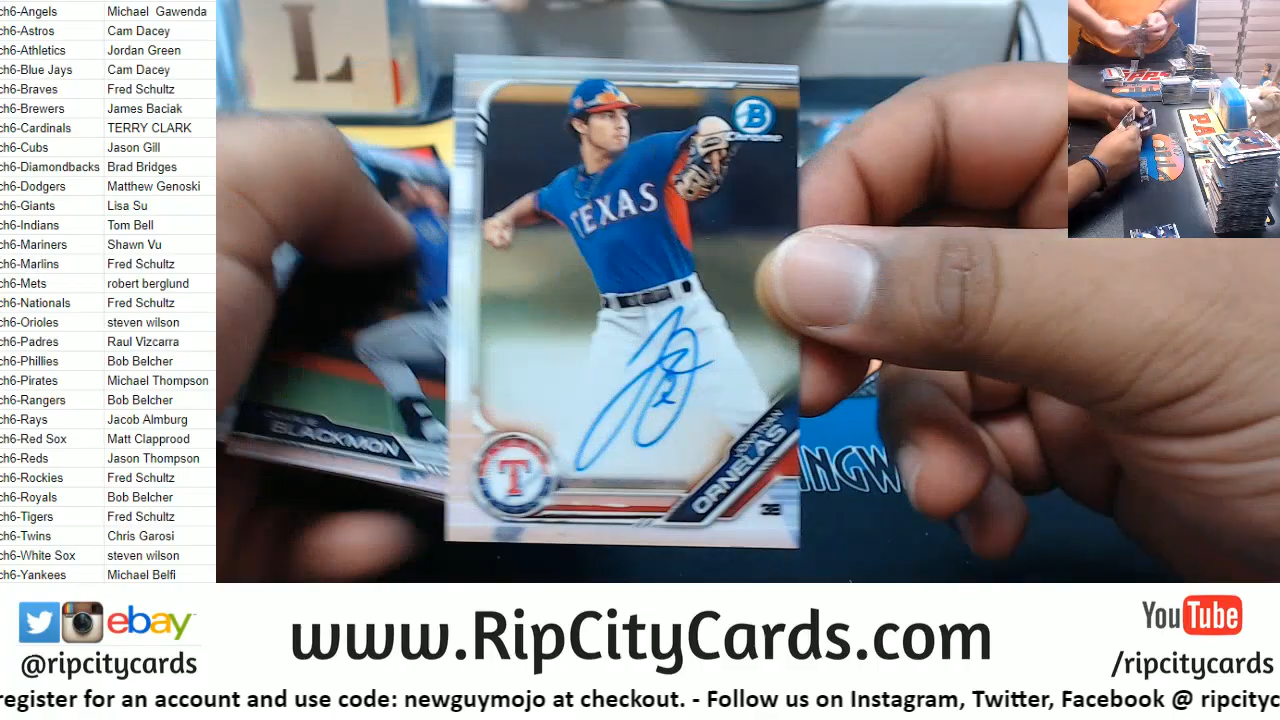 ch6-Angels Michael Gawenda
ch6-Astros Cam Dacey
ch6-Athletics Jordan Green
ch6-Blue Jays Cam Dacey
ch6-Braves Fred Schultz
ch6-Brewers James Baciak
ch6-Cardinals TERRY CLARK
ch6-Cubs Jason Gill
ch6-Diamondbacks Brad Bridges
ch6-Dodgers Matthew Genoski
ch6-Giants Lisa Su
ch6-Indians Tom Bell
ch6-Mariners Shawn Vu
ch6-Marlins Fred Schultz
ch6-Mets robert berglund
ch6-Nationals Fred Schultz
ch6-Orioles steven wilson
ch6-Padres Raul Vizcarra
ch6-Phillies Bob Belcher
ch6-Pirates Michael Thompson
ch6-Rangers Bob Belcher
ch6-Rays Jacob Almburg
ch6-Red Sox Matt Clapprood
ch6-Reds Jason Thompson
ch6-Rockies Fred Schultz
ch6-Royals Bob Belcher
ch6-Tigers Fred Schultz
ch6-Twins Chris Garosi
ch6-White Sox steven wilson
ch6-Yankees Michael Belfi
L
B
Chrome
TEXAS
T
JONATHAN
ORNELAS
BLACKMON
INGW
ebay
@ripcitycards
www.RipCityCards.com
YouTube
/ripcitycards
register for an account and use code: newguymojo at checkout. - Follow us on Instagram, Twitter, Facebook @ ripcityc